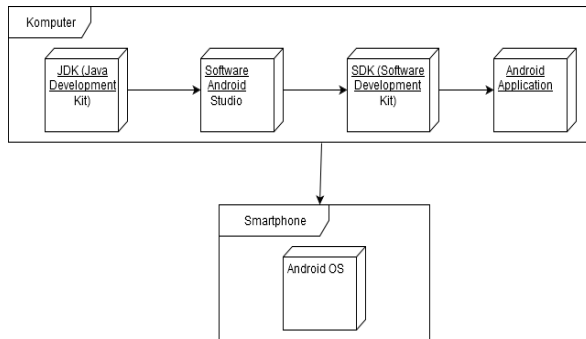 Komputer
JDK (Java
Development
Kit)
Software
Android
Studio
SDK (Software
Development
Kit)
Android
Application
Smartphone
Android OS